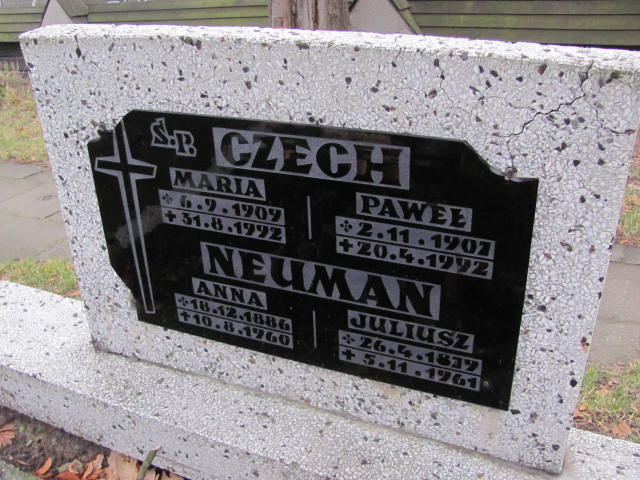 Ś.P. CZECH
MARIA
* 6.9.1909
+ 31.8.1992
PAWEŁ
* 2.11.1907
+ 20.4.1992
NEUMAN
ANNA
* 18.12.1886
+ 10.8.1960
JULIUSZ
* 26.4.1879
+ 5.11.1961